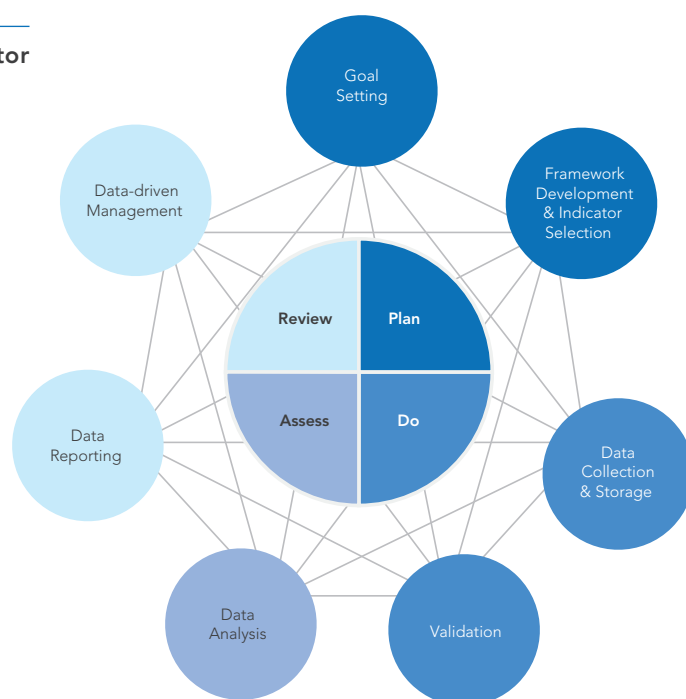 tor
Goal
Setting
Framework
Development
& Indicator
Selection
Data-driven
Management
Review
Plan
Assess
Do
Data
Reporting
Data
Collection
& Storage
Data
Analysis
Validation